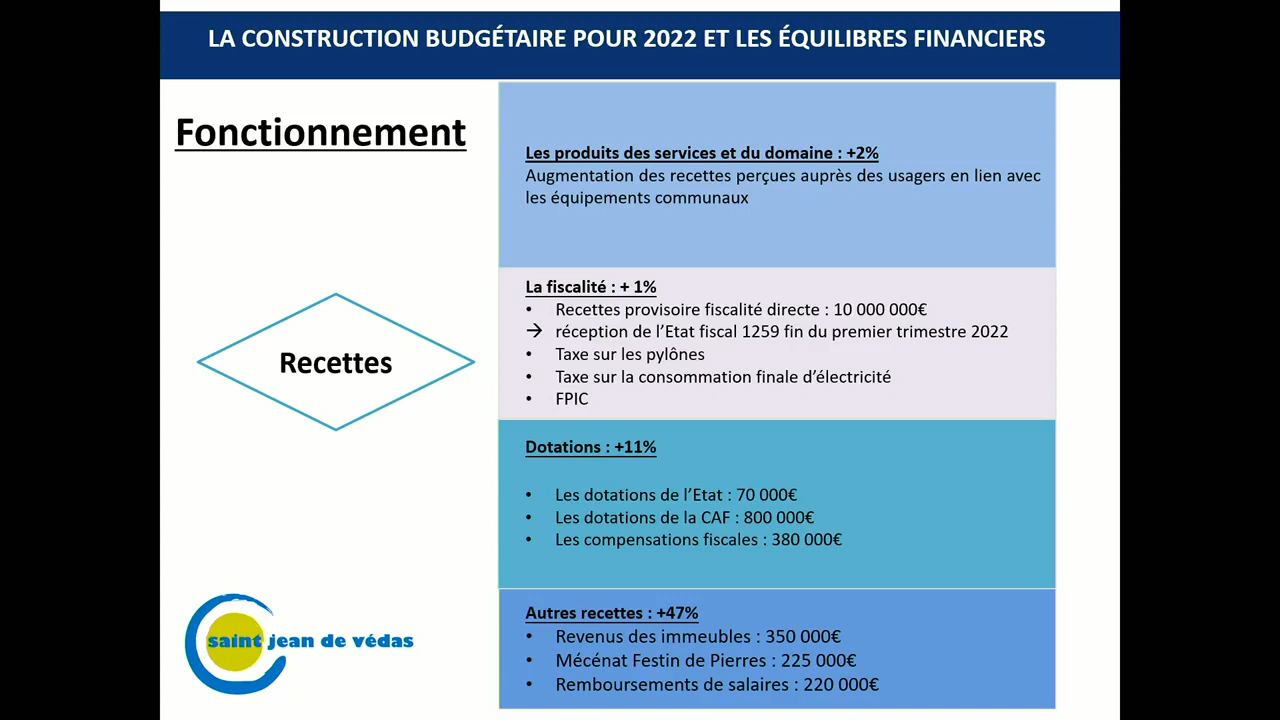 LA CONSTRUCTION BUDGÉTAIRE POUR 2022 ET LES ÉQUILIBRES FINANCIERS
Fonctionnement
Recettes
Les produits des services et du domaine : +2%
Augmentation des recettes perçues auprès des usagers en lien avec
les équipements communaux
La fiscalité : + 1%
• Recettes provisoire fiscalité directe : 10 000 000€
→ réception de l'Etat fiscal 1259 fin du premier trimestre 2022
• Taxe sur les pylônes
• Taxe sur la consommation finale d'électricité
• FPIC
Dotations : +11%
• Les dotations de l'Etat : 70 000€
• Les dotations de la CAF : 800 000€
• Les compensations fiscales : 380 000€
Autres recettes : +47%
• Revenus des immeubles : 350 000€
• Mécénat Festin de Pierres : 225 000€
• Remboursements de salaires : 220 000€
saint jean de védas